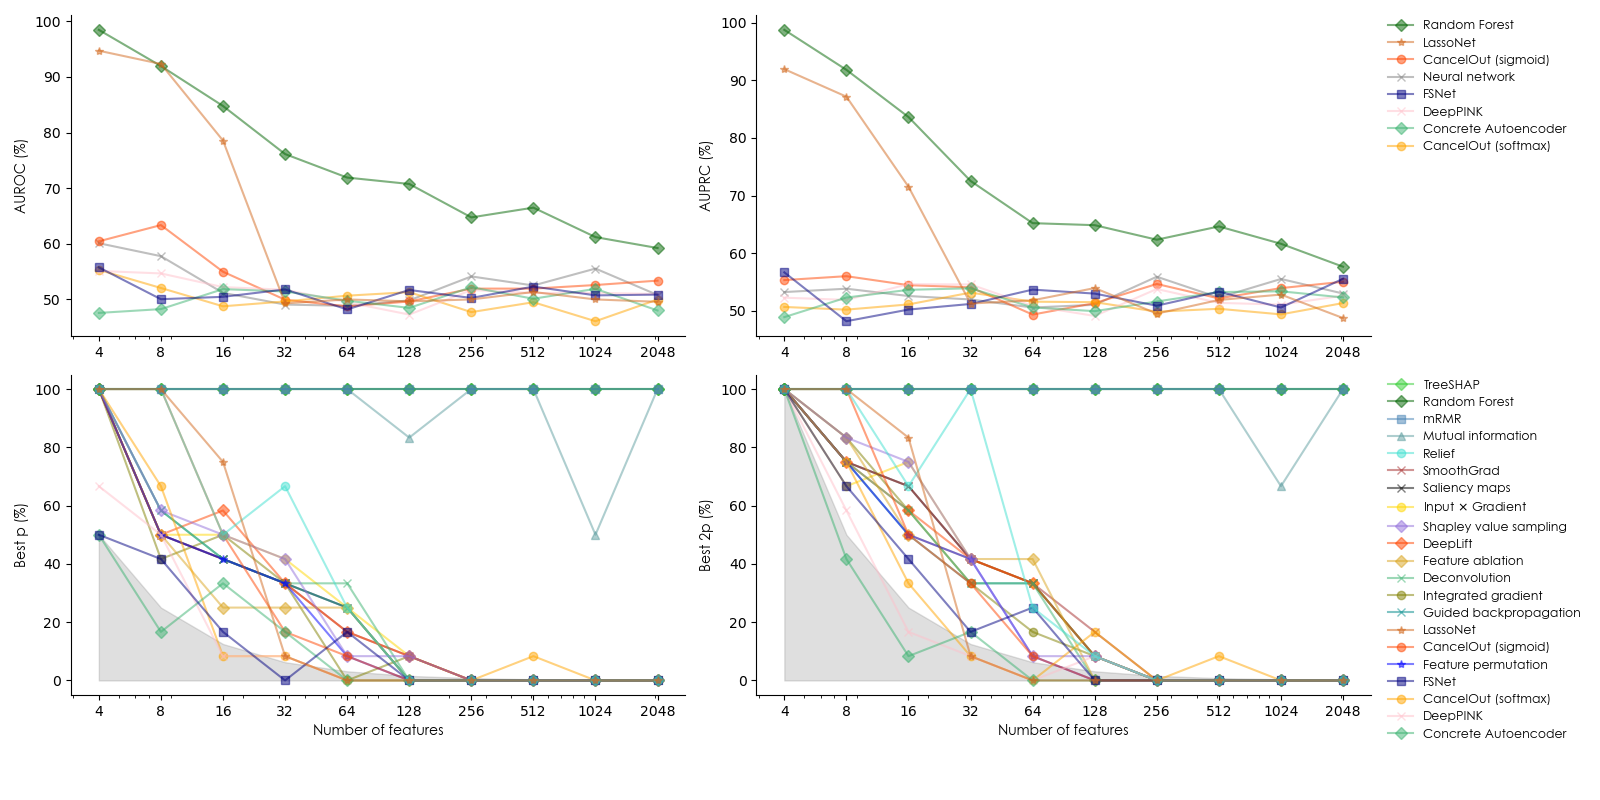 100
90
80
70
60
50
AUROC (%)
4 8 16 32 64 128 256 512 1024 2048
100
90
80
70
60
50
AUPRC (%)
4 8 16 32 64 128 256 512 1024 2048
Random Forest
LassoNet
CancelOut (sigmoid)
Neural network
FSNet
DeepPINK
Concrete Autoencoder
CancelOut (softmax)
100
80
60
40
20
0
Best p (%)
4 8 16 32 64 128 256 512 1024 2048
Number of features
100
80
60
40
20
0
Best 2p (%)
4 8 16 32 64 128 256 512 1024 2048
Number of features
TreeSHAP
Random Forest
mRMR
Mutual information
Relief
SmoothGrad
Saliency maps
Input × Gradient
Shapley value sampling
DeepLift
Feature ablation
Deconvolution
Integrated gradient
Guided backpropagation
LassoNet
CancelOut (sigmoid)
Feature permutation
FSNet
CancelOut (softmax)
DeepPINK
Concrete Autoencoder